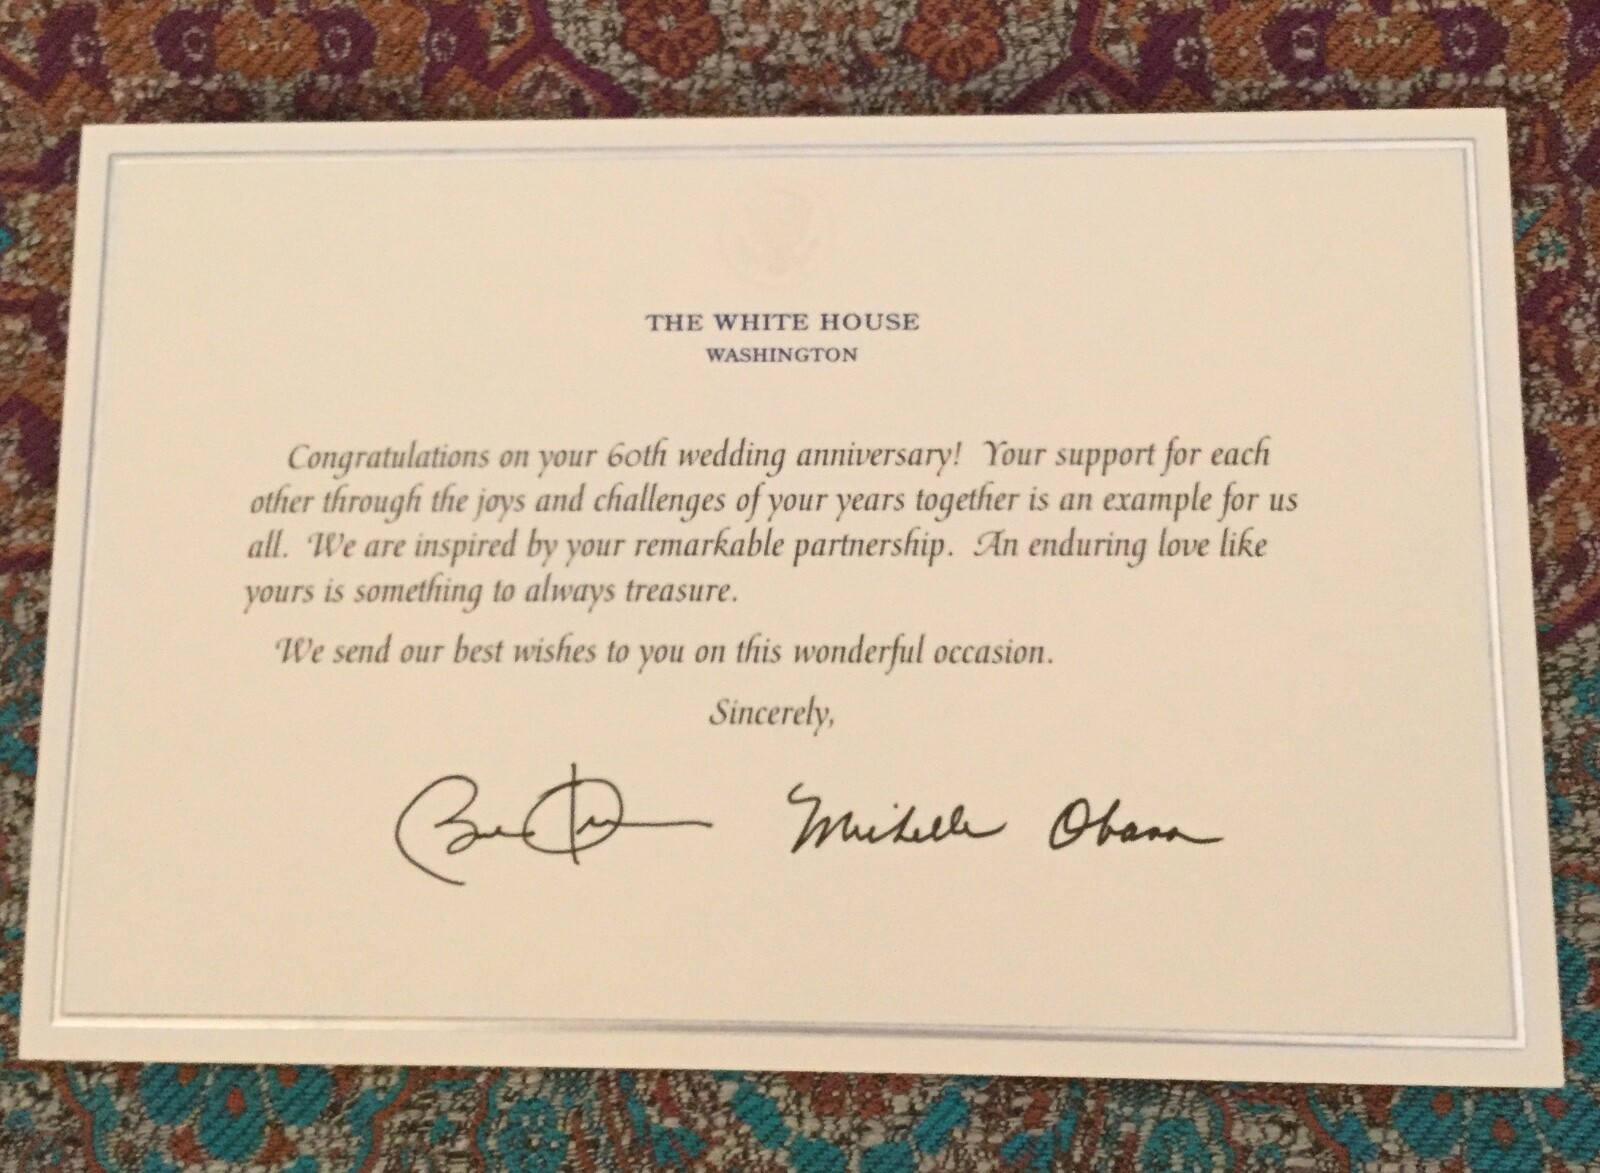 THE WHITE HOUSE
WASHINGTON
Congratulations on your 60th wedding anniversary! Your support for each
other through the joys and challenges of your years together is an example for us
all. We are inspired by your remarkable partnership. An enduring love like
yours is something to always treasure.
We send our best wishes to you on this wonderful occasion.
Sincerely,
Michelle Obama